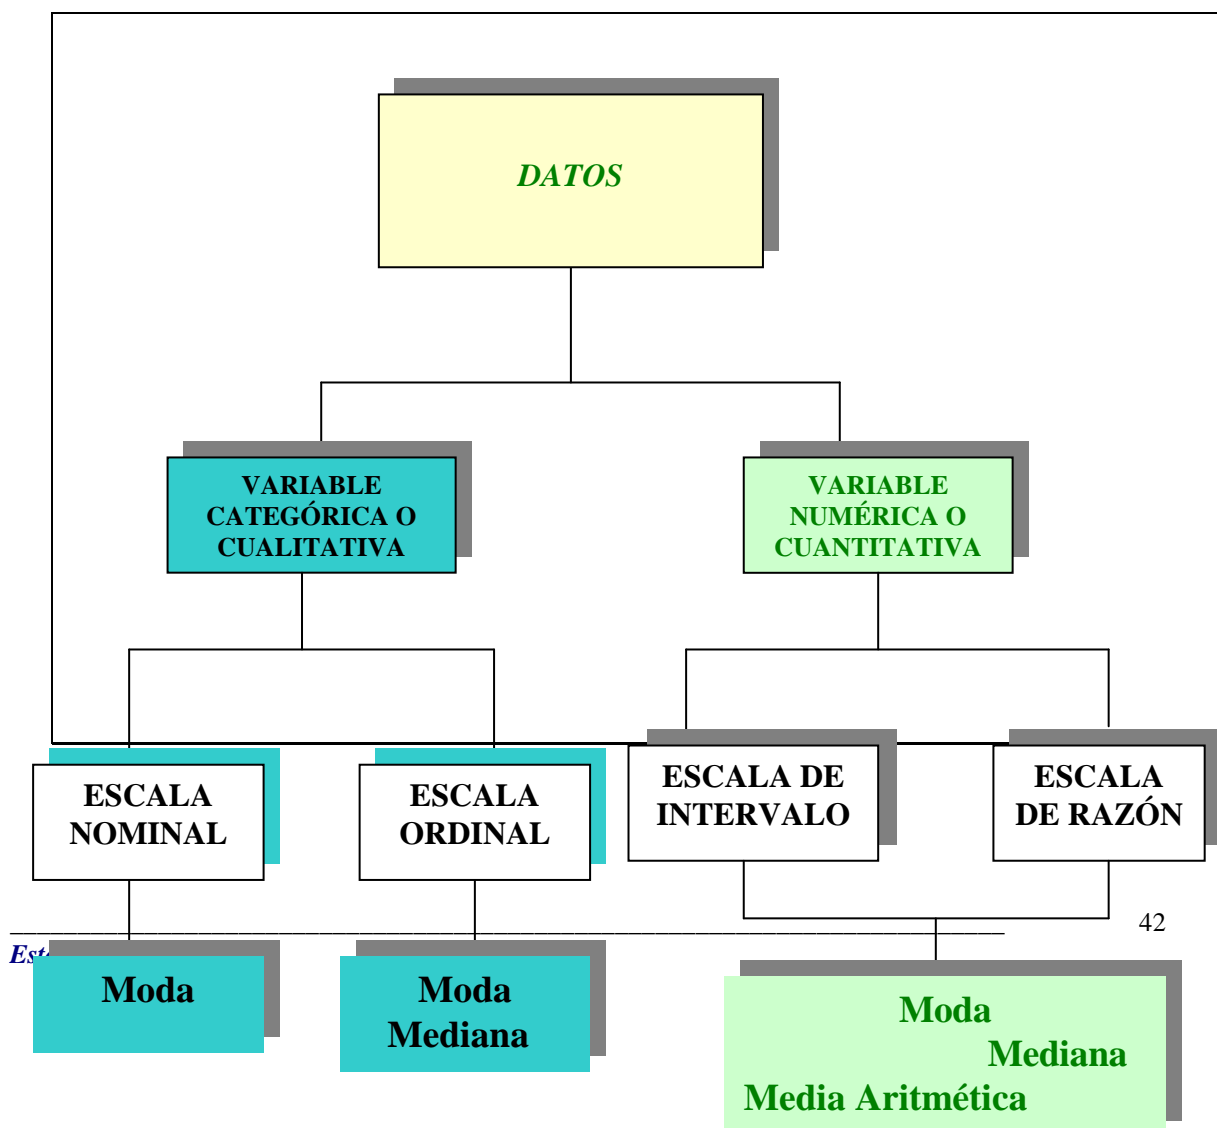 DATOS
VARIABLE
CATEGÓRICA O
CUALITATIVA
VARIABLE
NUMÉRICA O
CUANTITATIVA
ESCALA
NOMINAL
ESCALA
ORDINAL
ESCALA DE
INTERVALO
ESCALA
DE RAZÓN
42
Moda
Moda
Mediana
Moda
Mediana
Media Aritmética